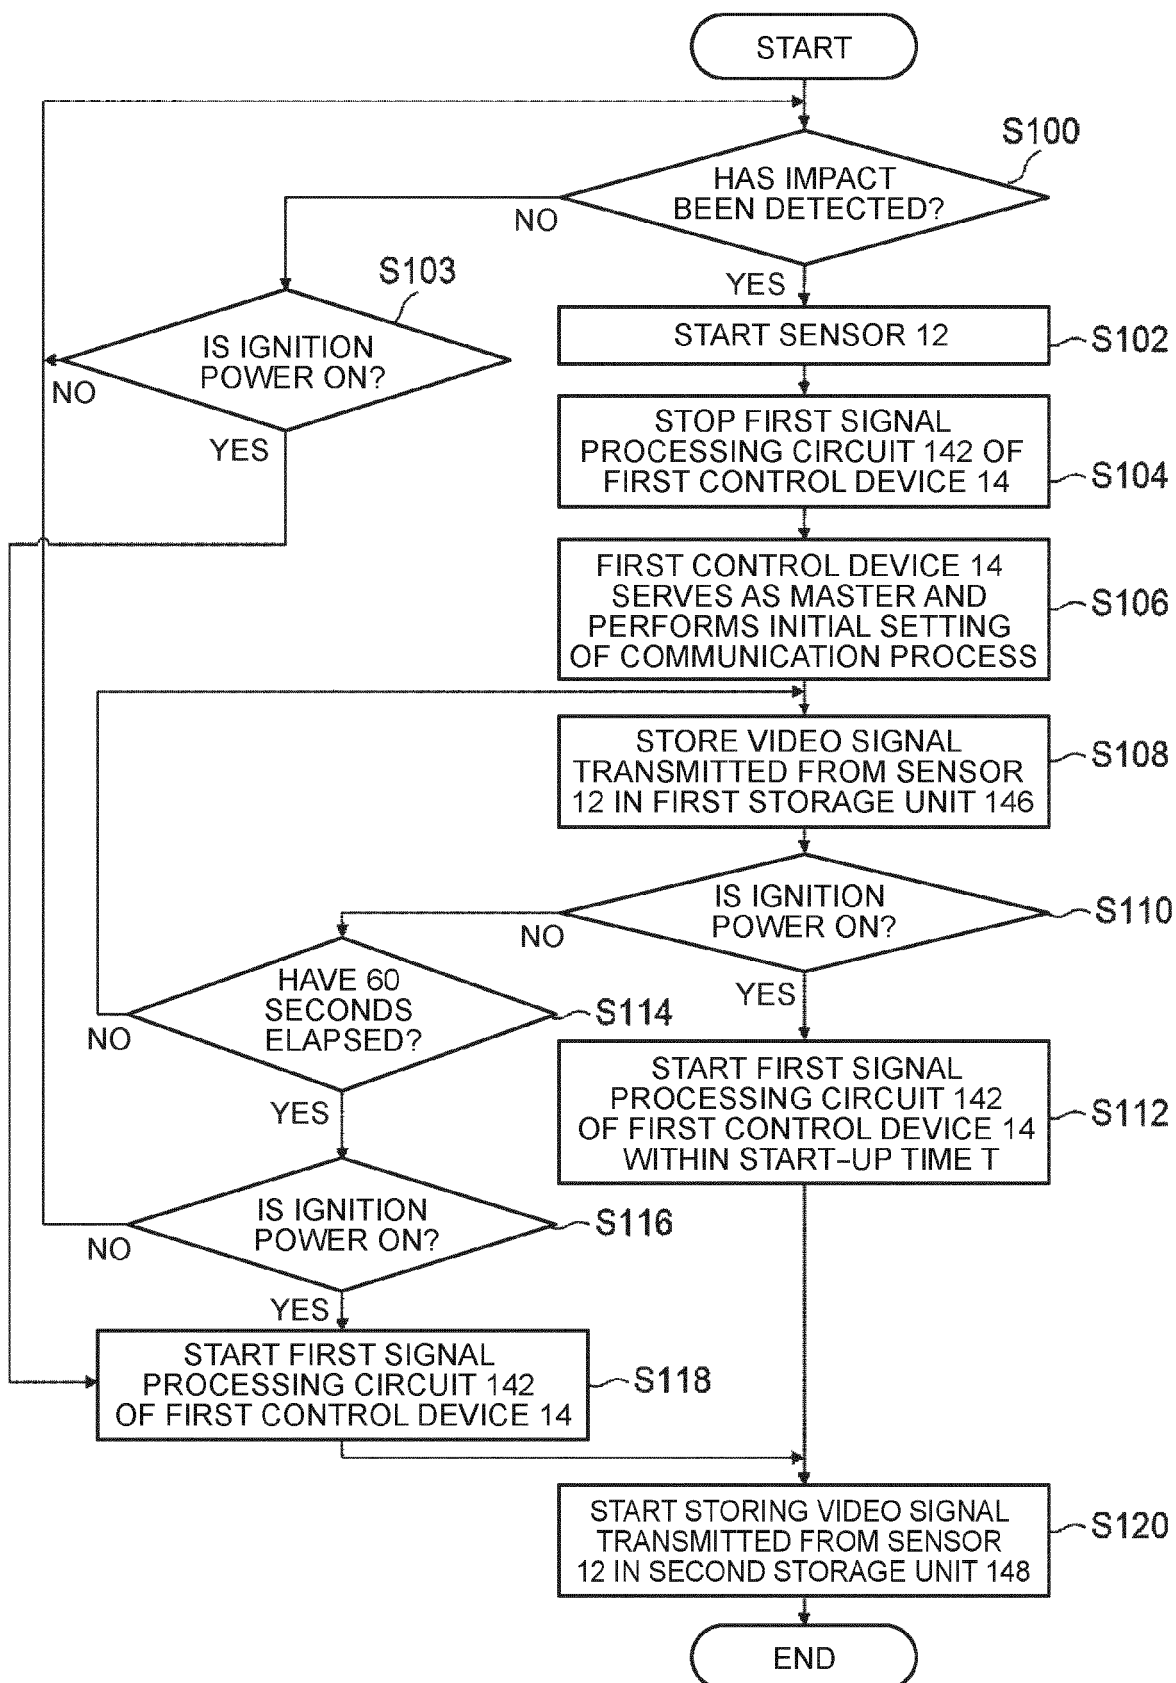 START
S100
HAS IMPACT
BEEN DETECTED?
NO
YES
S103
IS IGNITION
POWER ON?
NO
YES
START SENSOR 12
S102
STOP FIRST SIGNAL
PROCESSING CIRCUIT 142 OF
FIRST CONTROL DEVICE 14
S104
FIRST CONTROL DEVICE 14
SERVES AS MASTER AND
PERFORMS INITIAL SETTING
OF COMMUNICATION PROCESS
S106
STORE VIDEO SIGNAL
TRANSMITTED FROM SENSOR
12 IN FIRST STORAGE UNIT 146
S108
IS IGNITION
POWER ON?
S110
NO
YES
HAVE 60
SECONDS
ELAPSED?
S114
NO
YES
START FIRST SIGNAL
PROCESSING CIRCUIT 142
OF FIRST CONTROL DEVICE 14
WITHIN START-UP TIME T
S112
IS IGNITION
POWER ON?
S116
NO
YES
START FIRST SIGNAL
PROCESSING CIRCUIT 142
OF FIRST CONTROL DEVICE 14
S118
START STORING VIDEO SIGNAL
TRANSMITTED FROM SENSOR
12 IN SECOND STORAGE UNIT 148
S120
END